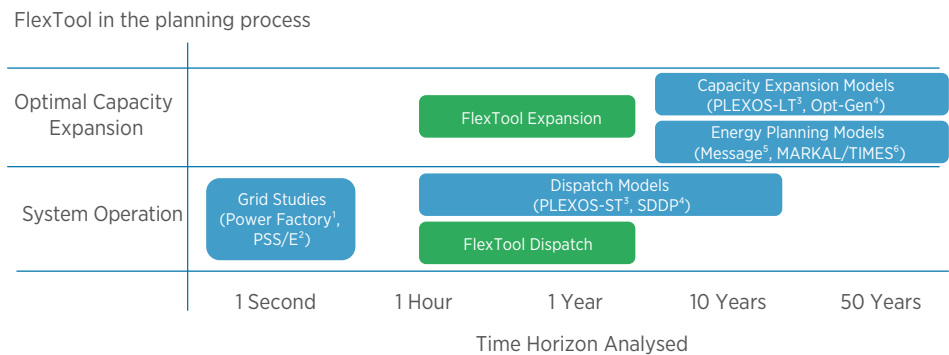 FlexTool in the planning process
Optimal Capacity
Expansion
FlexTool Expansion
Capacity Expansion Models
(PLEXOS-LT³, Opt-Gen⁴)
Energy Planning Models
(Message⁵, MARKAL/TIMES⁶)
System Operation
Grid Studies
(Power Factory¹,
PSS/E²)
Dispatch Models
(PLEXOS-ST³, SDDP⁴)
FlexTool Dispatch
1 Second
1 Hour
1 Year
10 Years
50 Years
Time Horizon Analysed